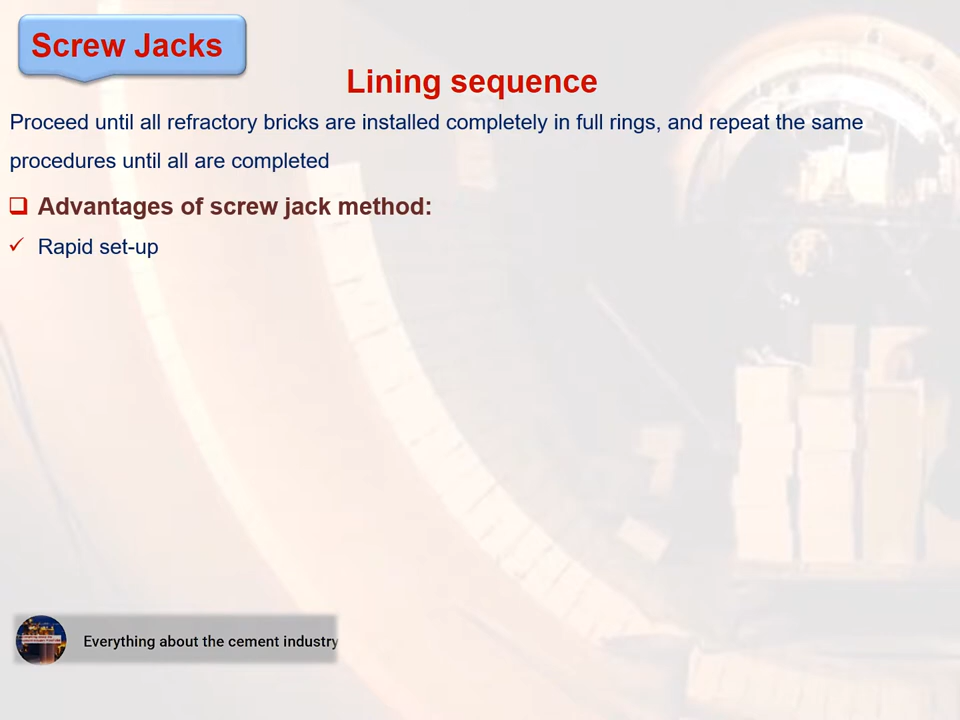 Screw Jacks
Lining sequence
Proceed until all refractory bricks are installed completely in full rings, and repeat the same
procedures until all are completed
Advantages of screw jack method:
Rapid set-up
Everything about the cement industry